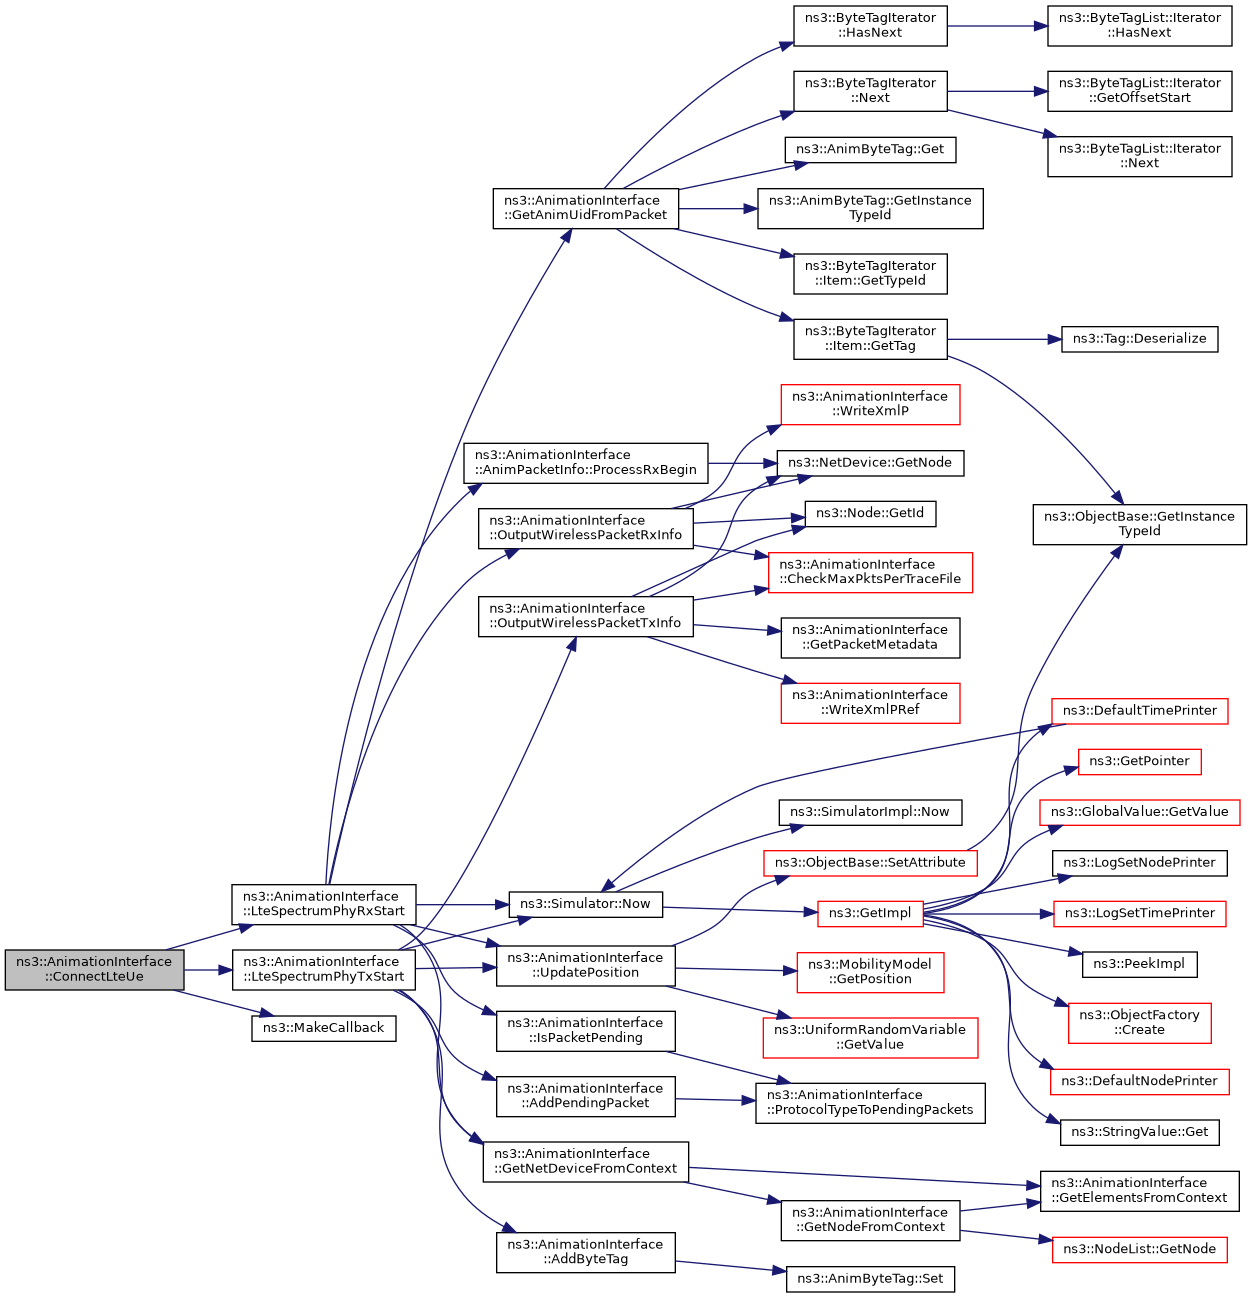 ns3::ByteTagIterator
::HasNext
ns3::ByteTagList::Iterator
::HasNext
ns3::ByteTagIterator
::Next
ns3::ByteTagList::Iterator
::GetOffsetStart
ns3::AnimByteTag::Get
ns3::ByteTagList::Iterator
::Next
ns3::AnimationInterface
::GetAnimUidFromPacket
ns3::AnimByteTag::GetInstance
TypeId
ns3::ByteTagIterator
::Item::GetTypeId
ns3::ByteTagIterator
::Item::GetTag
ns3::Tag::Deserialize
ns3::AnimationInterface
::WriteXmlP
ns3::AnimationInterface
::AnimPacketInfo::ProcessRxBegin
ns3::NetDevice::GetNode
ns3::AnimationInterface
::OutputWirelessPacketRxInfo
ns3::Node::GetId
ns3::ObjectBase::GetInstance
TypeId
ns3::AnimationInterface
::CheckMaxPktsPerTraceFile
ns3::AnimationInterface
::OutputWirelessPacketTxInfo
ns3::AnimationInterface
::GetPacketMetadata
ns3::AnimationInterface
::WriteXmlPRef
ns3::DefaultTimePrinter
ns3::GetPointer
ns3::SimulatorImpl::Now
ns3::GlobalValue::GetValue
ns3::ObjectBase::SetAttribute
ns3::LogSetNodePrinter
ns3::AnimationInterface
::LteSpectrumPhyRxStart
ns3::Simulator::Now
ns3::GetImpl
ns3::LogSetTimePrinter
ns3::AnimationInterface
::ConnectLteUe
ns3::AnimationInterface
::LteSpectrumPhyTxStart
ns3::AnimationInterface
::UpdatePosition
ns3::MobilityModel
::GetPosition
ns3::PeekImpl
ns3::MakeCallback
ns3::AnimationInterface
::IsPacketPending
ns3::UniformRandomVariable
::GetValue
ns3::ObjectFactory
::Create
ns3::AnimationInterface
::AddPendingPacket
ns3::AnimationInterface
::ProtocolTypeToPendingPackets
ns3::DefaultNodePrinter
ns3::StringValue::Get
ns3::AnimationInterface
::GetNetDeviceFromContext
ns3::AnimationInterface
::GetElementsFromContext
ns3::AnimationInterface
::GetNodeFromContext
ns3::NodeList::GetNode
ns3::AnimationInterface
::AddByteTag
ns3::AnimByteTag::Set